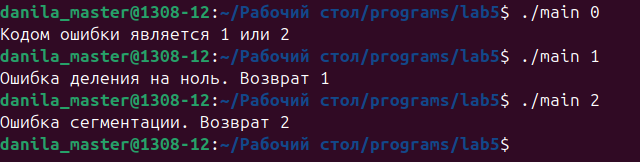 danila_master@1308-12:~/Рабочий стол/programs/lab5$ ./main 0
Кодом ошибки является 1 или 2
danila_master@1308-12:~/Рабочий стол/programs/lab5$ ./main 1
Ошибка деления на ноль. Возврат 1
danila_master@1308-12:~/Рабочий стол/programs/lab5$ ./main 2
Ошибка сегментации. Возврат 2
danila_master@1308-12:~/Рабочий стол/programs/lab5$